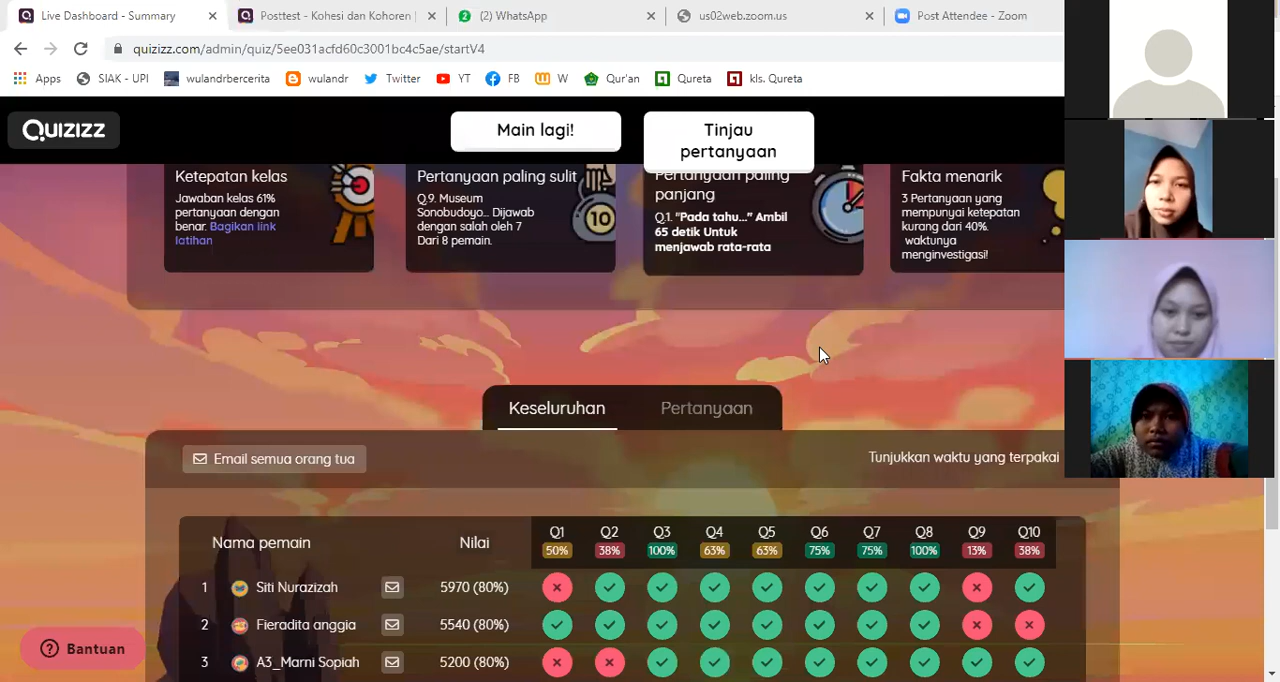 Live Dashboard - Summary
Posttest - Kohesi dan Kohoren
(2) WhatsApp
us02web.zoom.us
Post Attendee - Zoom
quizizz.com/admin/quiz/5ee031acfd60c3001bc4c5ae/startV4
Apps
SIAK - UPI
wulandrbercerita
wulandr
Twitter
YT
FB
W
Qur'an
Qureta
kls. Qureta
Quizizz
Main lagi!
Tinjau
pertanyaan
Ketepatan kelas
Jawaban kelas 61%
pertanyaan dengan
benar. Bagikan link
latihan
Pertanyaan paling sulit
Q.9. Museum
Sonobudoyo... Dijawab
dengan salah oleh 7
Dari 8 pemain.
10
Pertanyaan paling
panjang
Q.1. "Pada tahu..." Ambil
65 detik Untuk
menjawab rata-rata
Fakta menarik
3 Pertanyaan yang
mempunyai ketepatan
kurang dari 40%.
waktunya
menginvestigasi!
Keseluruhan
Pertanyaan
Email semua orang tua
Tunjukkan waktu yang terpakai
Nama pemain
Nilai
Q1 Q2 Q3 Q4 Q5 Q6 Q7 Q8 Q9 Q10
50% 38% 100% 63% 63% 75% 75% 100% 13% 38%
1 Siti Nurazizah 5970 (80%)
2 Fieradita anggia 5540 (80%)
3 A3_Marni Sopiah 5200 (80%)
Bantuan